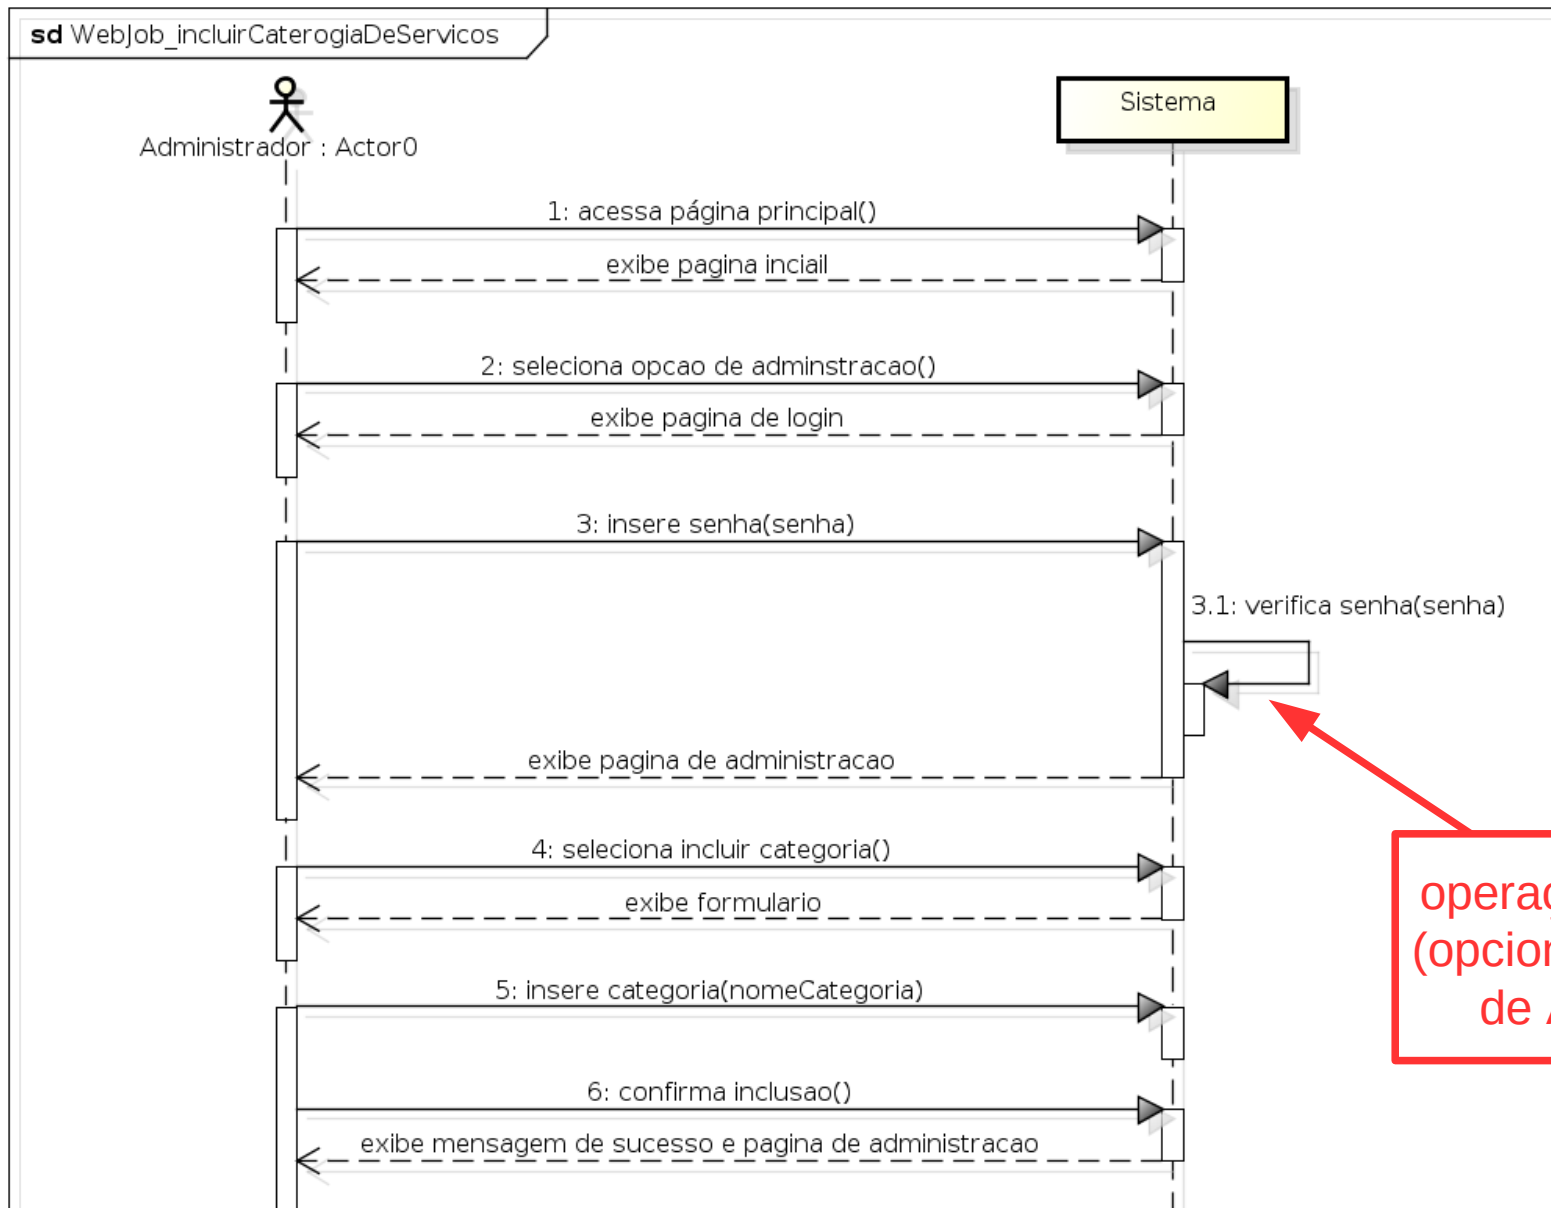 sd WebJob_incluirCaterogiaDeServicos
Sistema
Administrador : Actor0
1: acessa página principal()
exibe pagina inciail
2: seleciona opcao de adminstracao()
exibe pagina de login
3: insere senha(senha)
3.1: verifica senha(senha)
exibe pagina de administracao
4: seleciona incluir categoria()
exibe formulario
5: insere categoria(nomeCategoria)
de
6: confirma inclusao()
exibe mensagem de sucesso e pagina de administracao